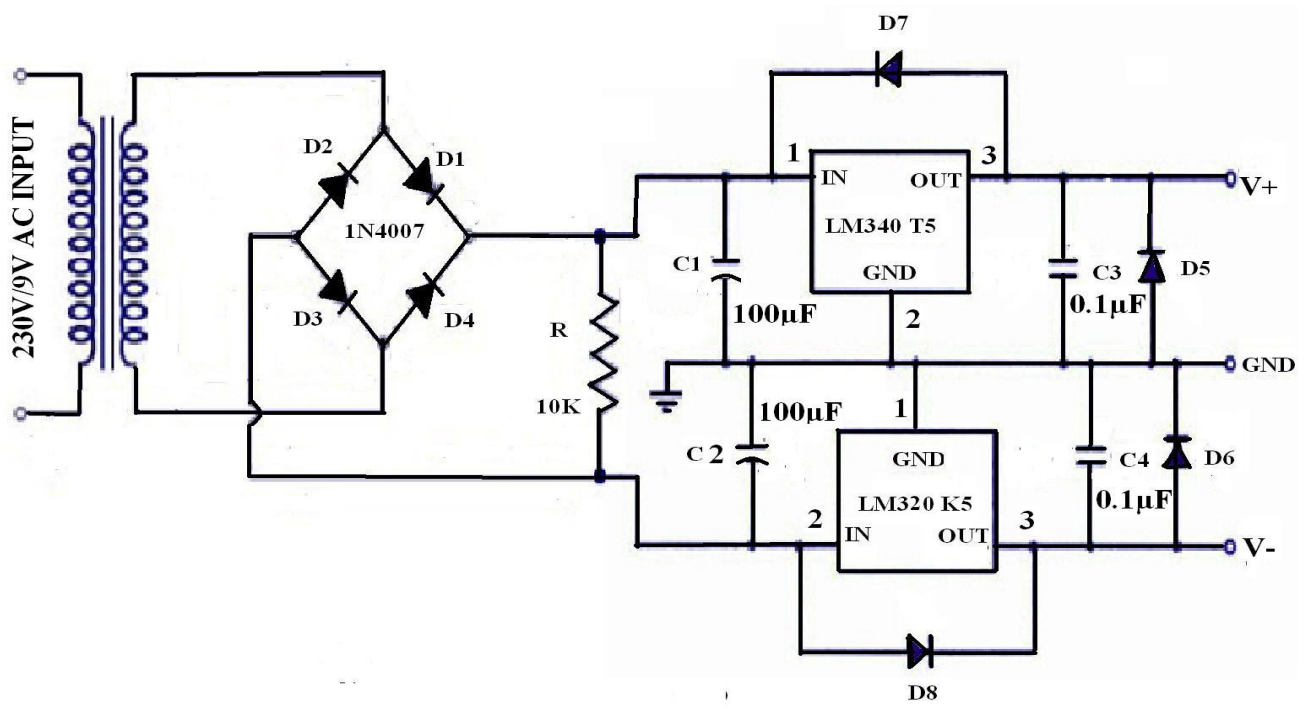 D7
230V/9V AC INPUT
D2
D1
1N4007
D3
D4
R
10K
C1
100µF
1
3
IN
OUT
LM340 T5
GND
2
C3
0.1µF
D5
V+
GND
100µF
C 2
1
GND
LM320 K5
2
3
IN
OUT
C4
0.1µF
D6
V-
D8